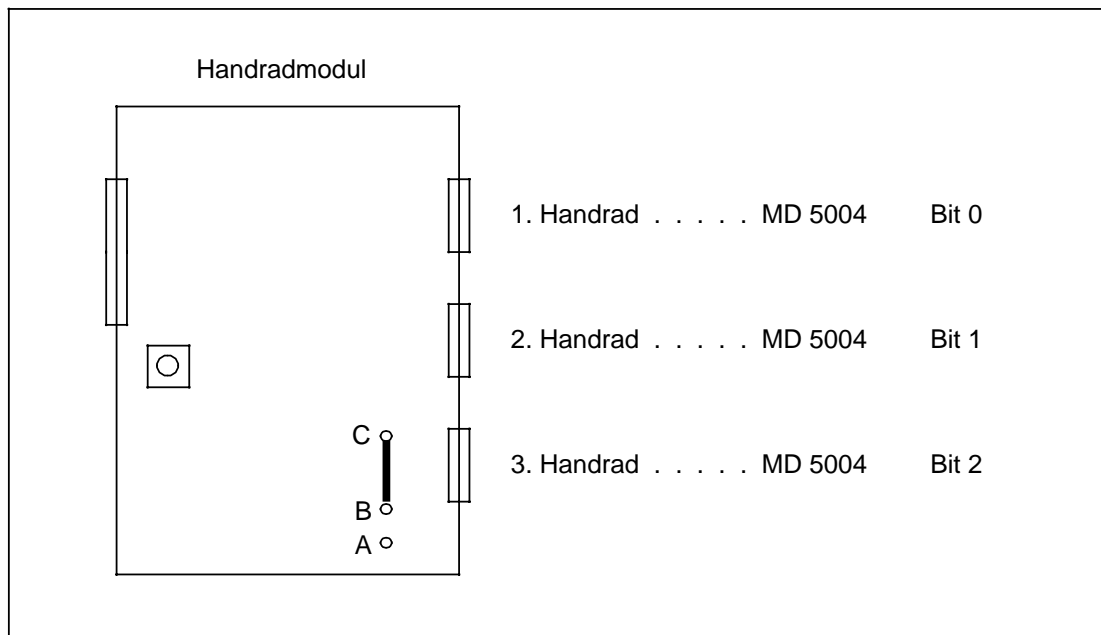 Handradmodul
1. Handrad . . . . . MD 5004 Bit 0
2. Handrad . . . . . MD 5004 Bit 1
C
3. Handrad . . . . . MD 5004 Bit 2
B
A